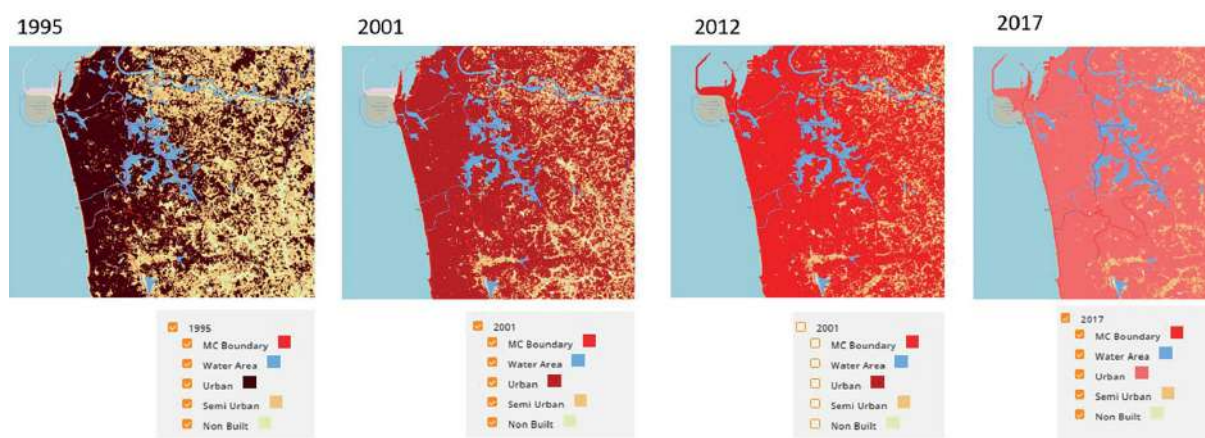 1995
2001
2012
2017
1995
MC Boundary
Water Area
Urban
Semi Urban
Non Built
2001
MC Boundary
Water Area
Urban
Semi Urban
Non Built
2001
MC Boundary
Water Area
Urban
Semi Urban
Non Built
2017
MC Boundary
Water Area
Urban
Semi Urban
Non Built